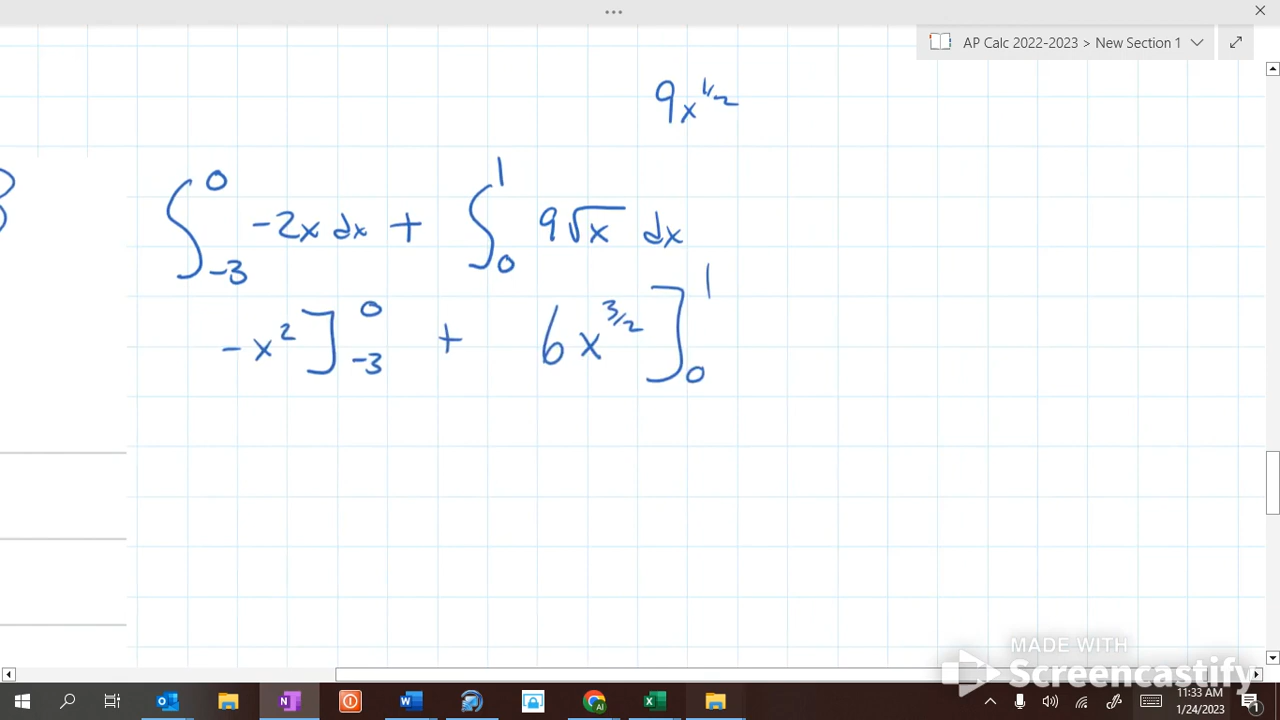 AP Calc 2022-2023 > New Section 1
9x^{1/2}
∫_{-3}^{0} -2x dx + ∫_{0}^{1} 9√x dx
-x^2 ]_{-3}^{0} + 6x^{3/2} ]_{0}^{1}
MADE WITH
Screencastify
11:33 AM
1/24/2023